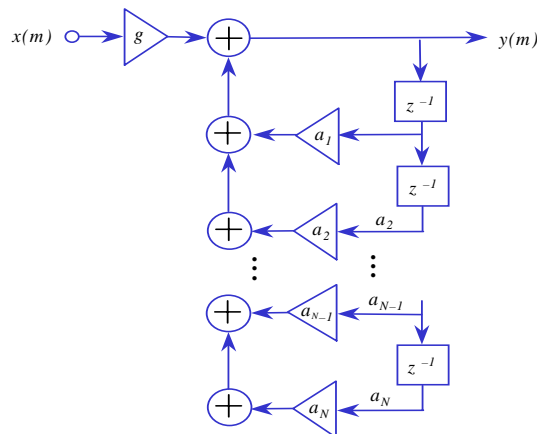 x(m) g y(m)
z⁻¹
a₁
z⁻¹
a₂ a₂
a_{N−1} a_{N−1}
z⁻¹
a_N a_N